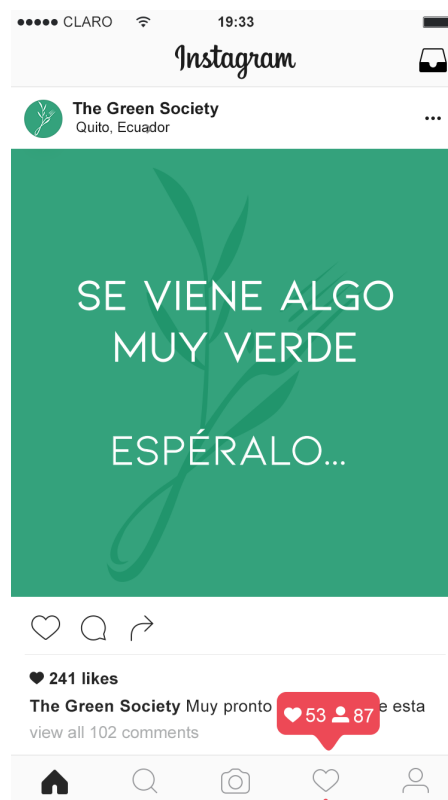 CLARO 19:33
Instagram
The Green Society
Quito, Ecuador
SE VIENE ALGO
MUY VERDE
ESPÉRALO...
241 likes
The Green Society Muy pronto e esta
53 87
view all 102 comments